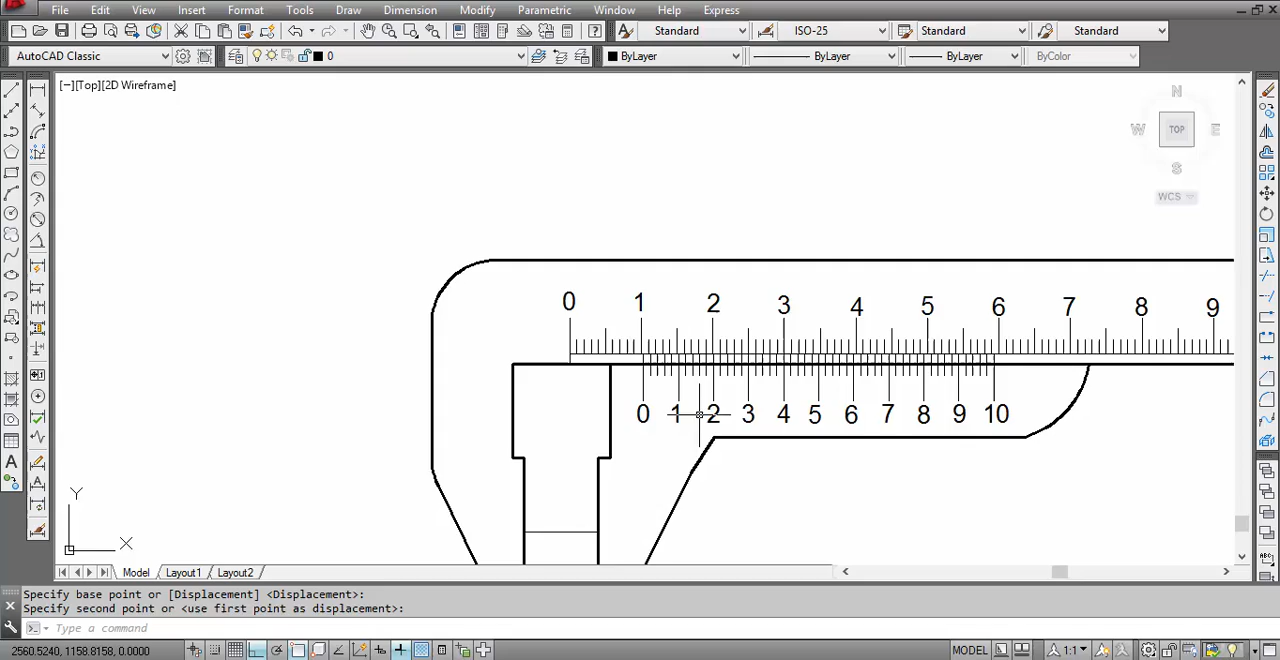 File Edit View Insert Format Tools Draw Dimension Modify Parametric Window Help Express
Standard ISO-25 Standard Standard
AutoCAD Classic 0 ByLayer ByLayer ByLayer ByColor
[−][Top][2D Wireframe]
N
W TOP E
S
WCS
0 1 2 3 4 5 6 7 8 9
0 1 2 3 4 5 6 7 8 9 10
Y
X
Model Layout1 Layout2
Specify base point or [Displacement] <Displacement>:
Specify second point or <use first point as displacement>:
Type a command
2560.5240, 1158.8158, 0.0000 MODEL 1:1